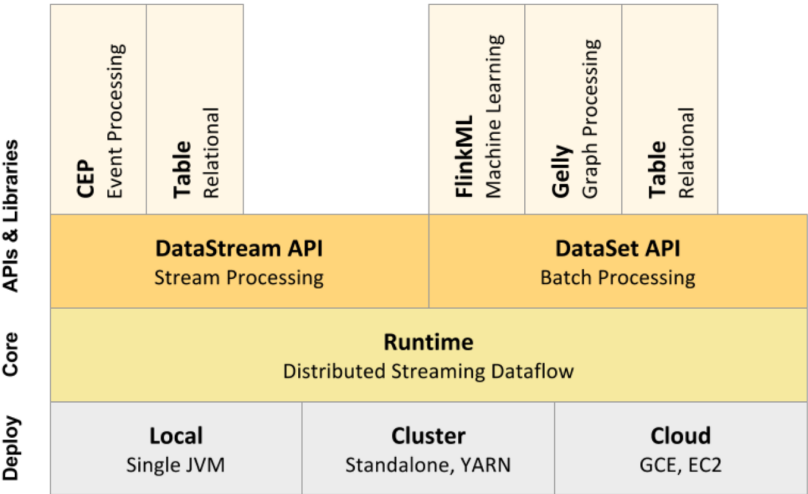 APIs & Libraries
CEP
Event Processing
Table
Relational
FlinkML
Machine Learning
Gelly
Graph Processing
Table
Relational
DataStream API
Stream Processing
DataSet API
Batch Processing
Core
Runtime
Distributed Streaming Dataflow
Deploy
Local
Single JVM
Cluster
Standalone, YARN
Cloud
GCE, EC2